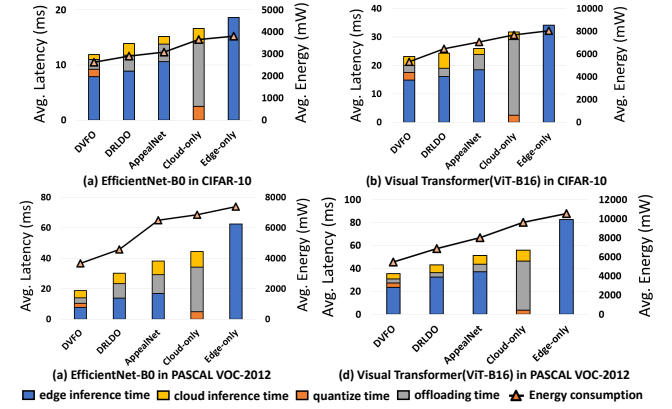 20
10
0
Avg. Latency (ms)
5000
4000
3000
2000
1000
0
Avg. Energy (mW)
DVFO
DRLDO
AppealNet
Cloud-only
Edge-only
(a) EfficientNet-B0 in CIFAR-10
40
30
20
10
0
Avg. Latency (ms)
10000
8000
6000
4000
2000
0
Avg. Energy (mW)
DVFO
DRLDO
AppealNet
Cloud-only
Edge-only
(b) Visual Transformer(ViT-B16) in CIFAR-10
80
60
40
20
0
Avg. Latency (ms)
8000
6000
4000
2000
0
Avg. Energy (mW)
DVFO
DRLDO
AppealNet
Cloud-only
Edge-only
(a) EfficientNet-B0 in PASCAL VOC-2012
100
80
60
40
20
0
Avg. Latency (ms)
12000
10000
8000
6000
4000
2000
0
Avg. Energy (mW)
DVFO
DRLDO
AppealNet
Cloud-only
Edge-only
(d) Visual Transformer(ViT-B16) in PASCAL VOC-2012
edge inference time cloud inference time quantize time offloading time Energy consumption